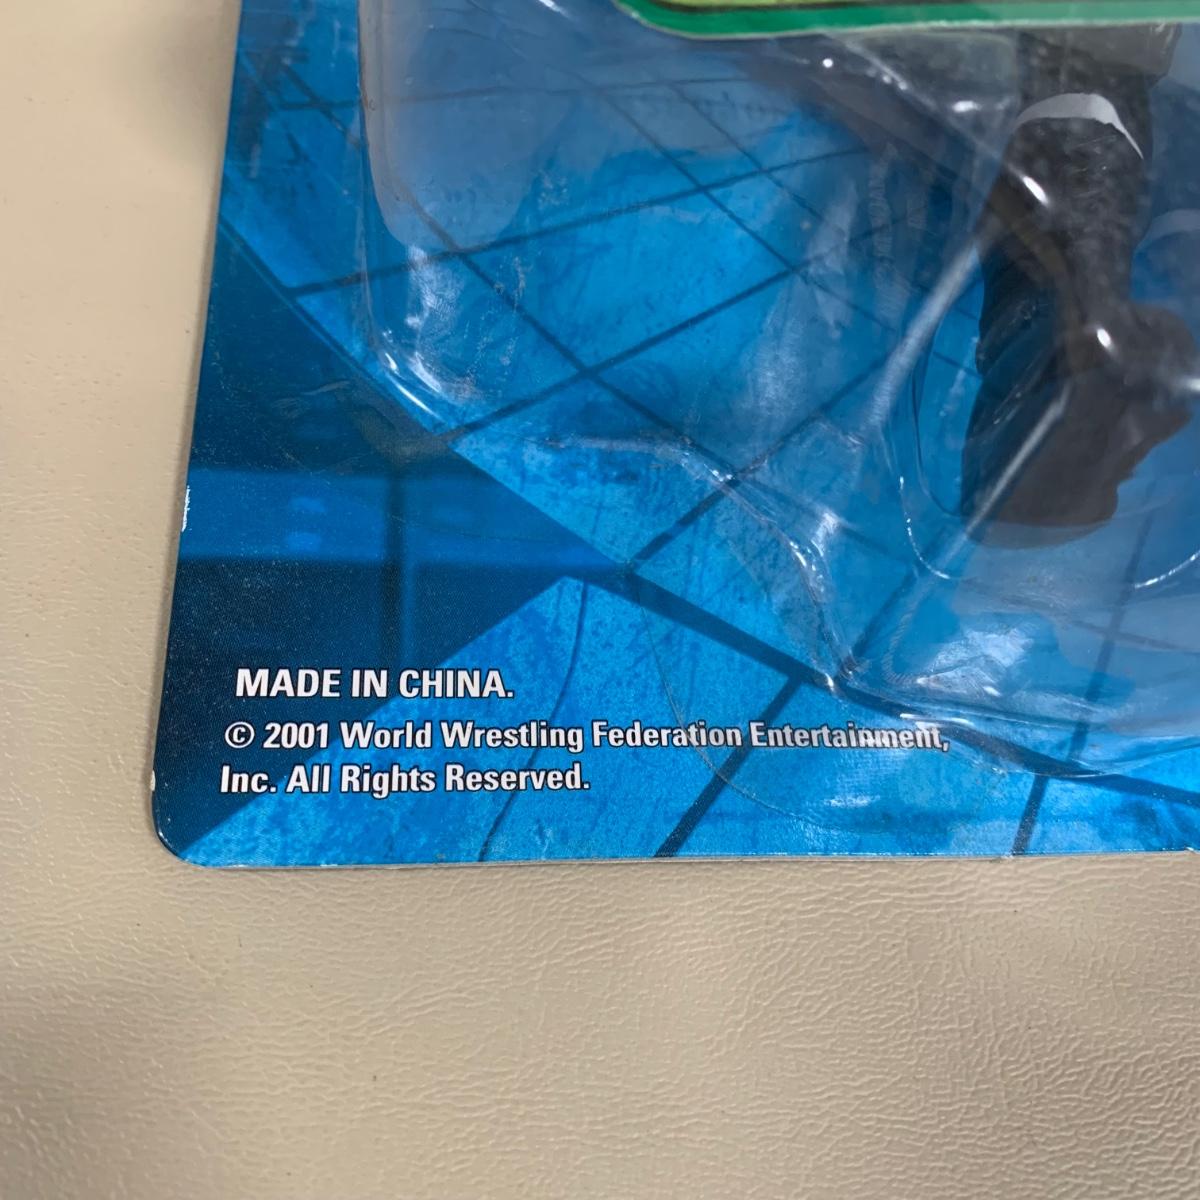 MADE IN CHINA.
© 2001 World Wrestling Federation Entertainment,
Inc. All Rights Reserved.